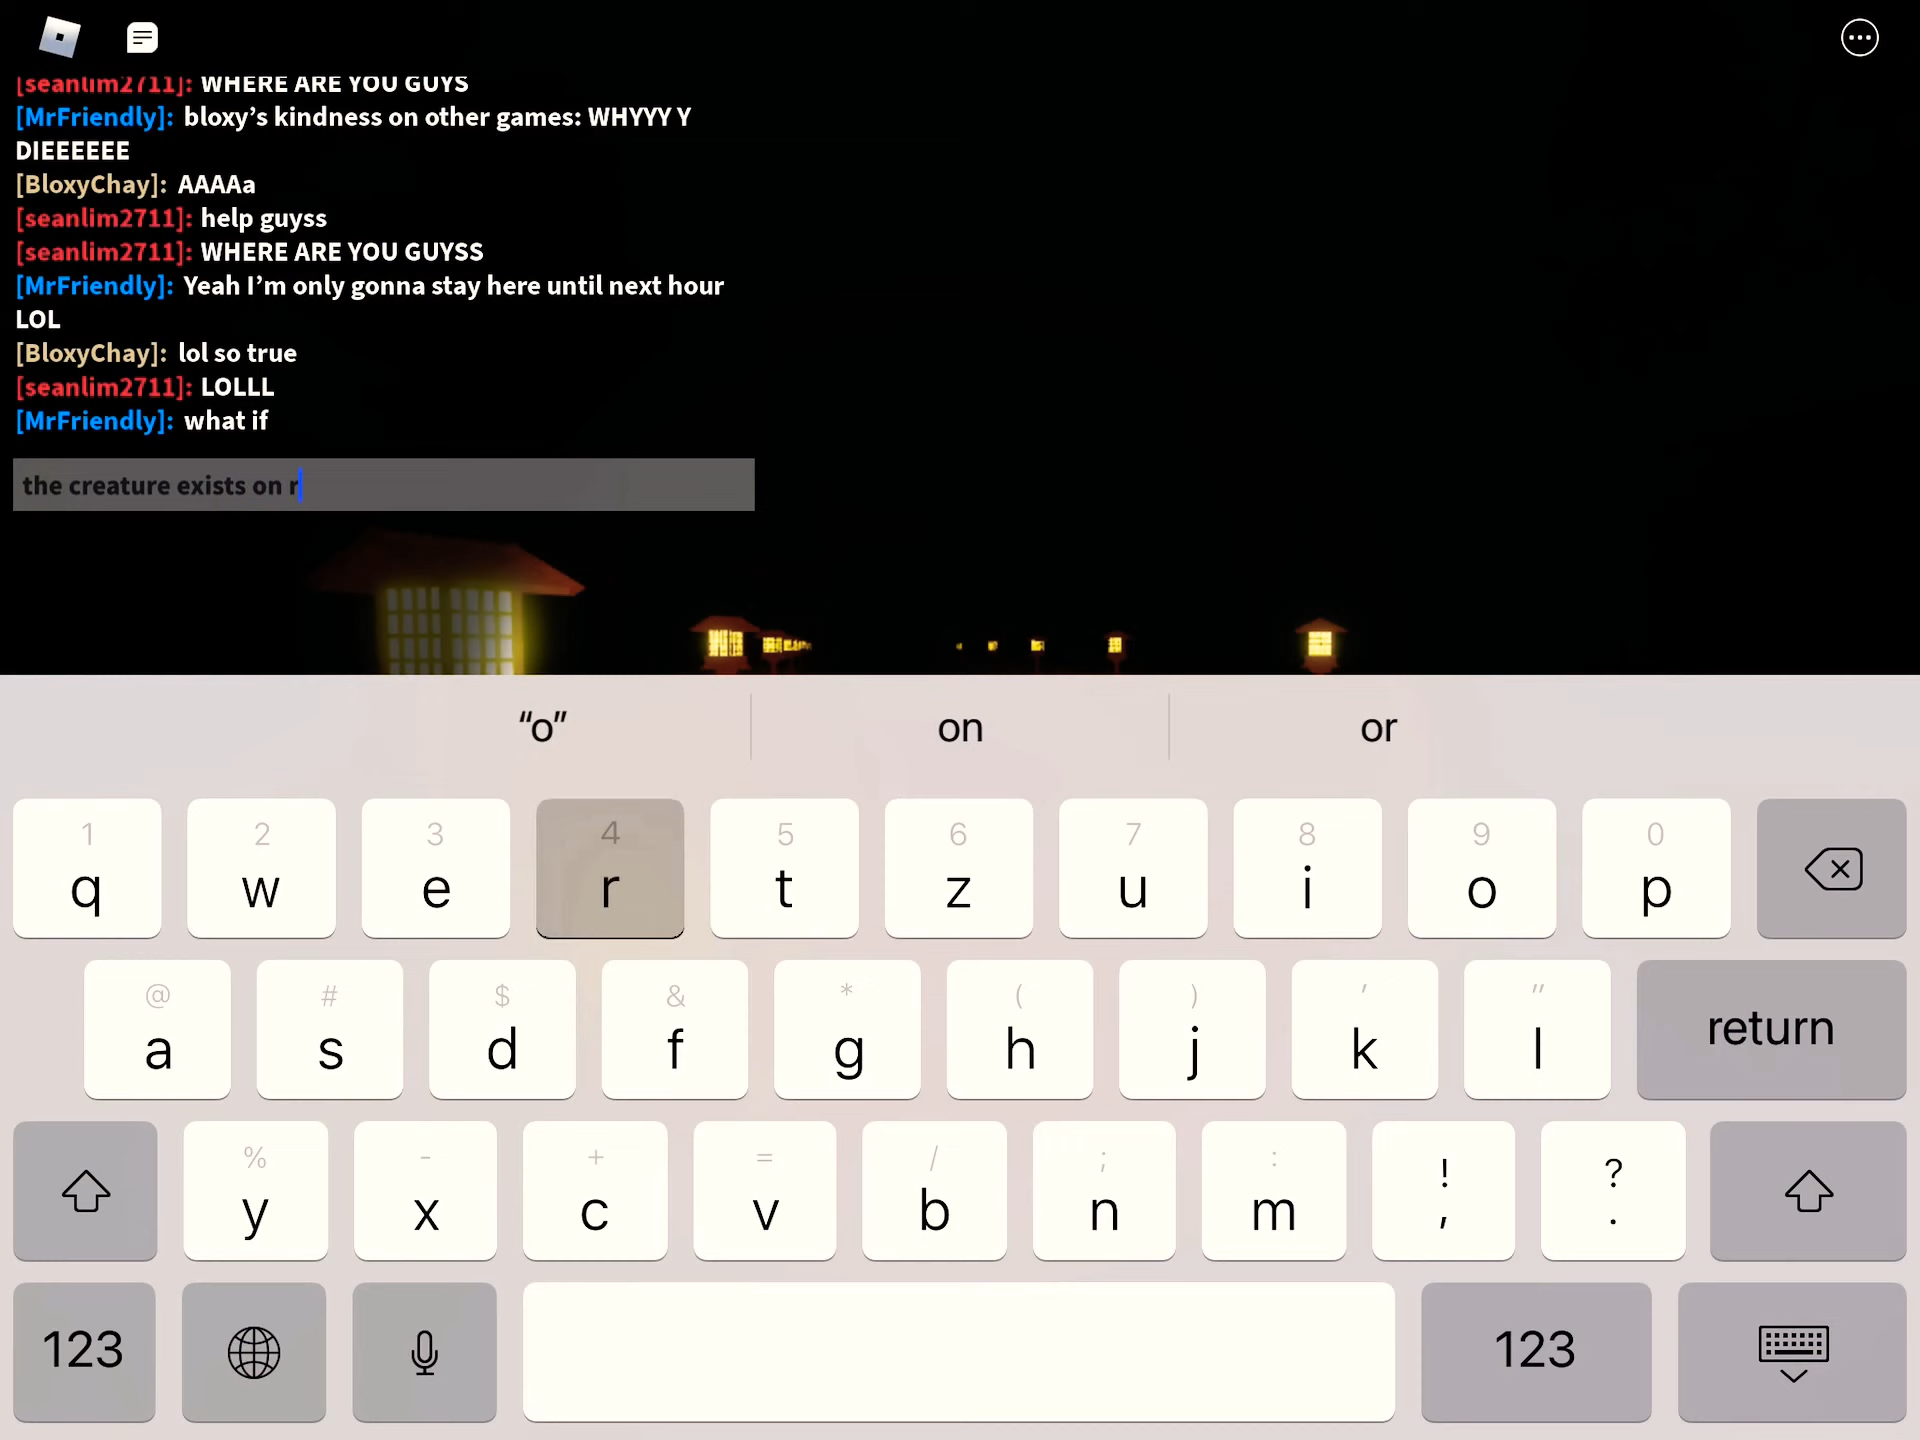 [seanlim2711]: WHERE ARE YOU GUYS
[MrFriendly]: bloxy’s kindness on other games: WHYYY Y
DIEEEEEE
[BloxyChay]: AAAAa
[seanlim2711]: help guyss
[seanlim2711]: WHERE ARE YOU GUYSS
[MrFriendly]: Yeah I’m only gonna stay here until next hour
LOL
[BloxyChay]: lol so true
[seanlim2711]: LOLLL
[MrFriendly]: what if
the creature exists on r
“o” on or
1 2 3 4 5 6 7 8 9 0
q w e r t z u i o p
@ # $ & * ( ) ' "
a s d f g h j k l return
% - + = / ; : ! ?
y x c v b n m , .
123 123